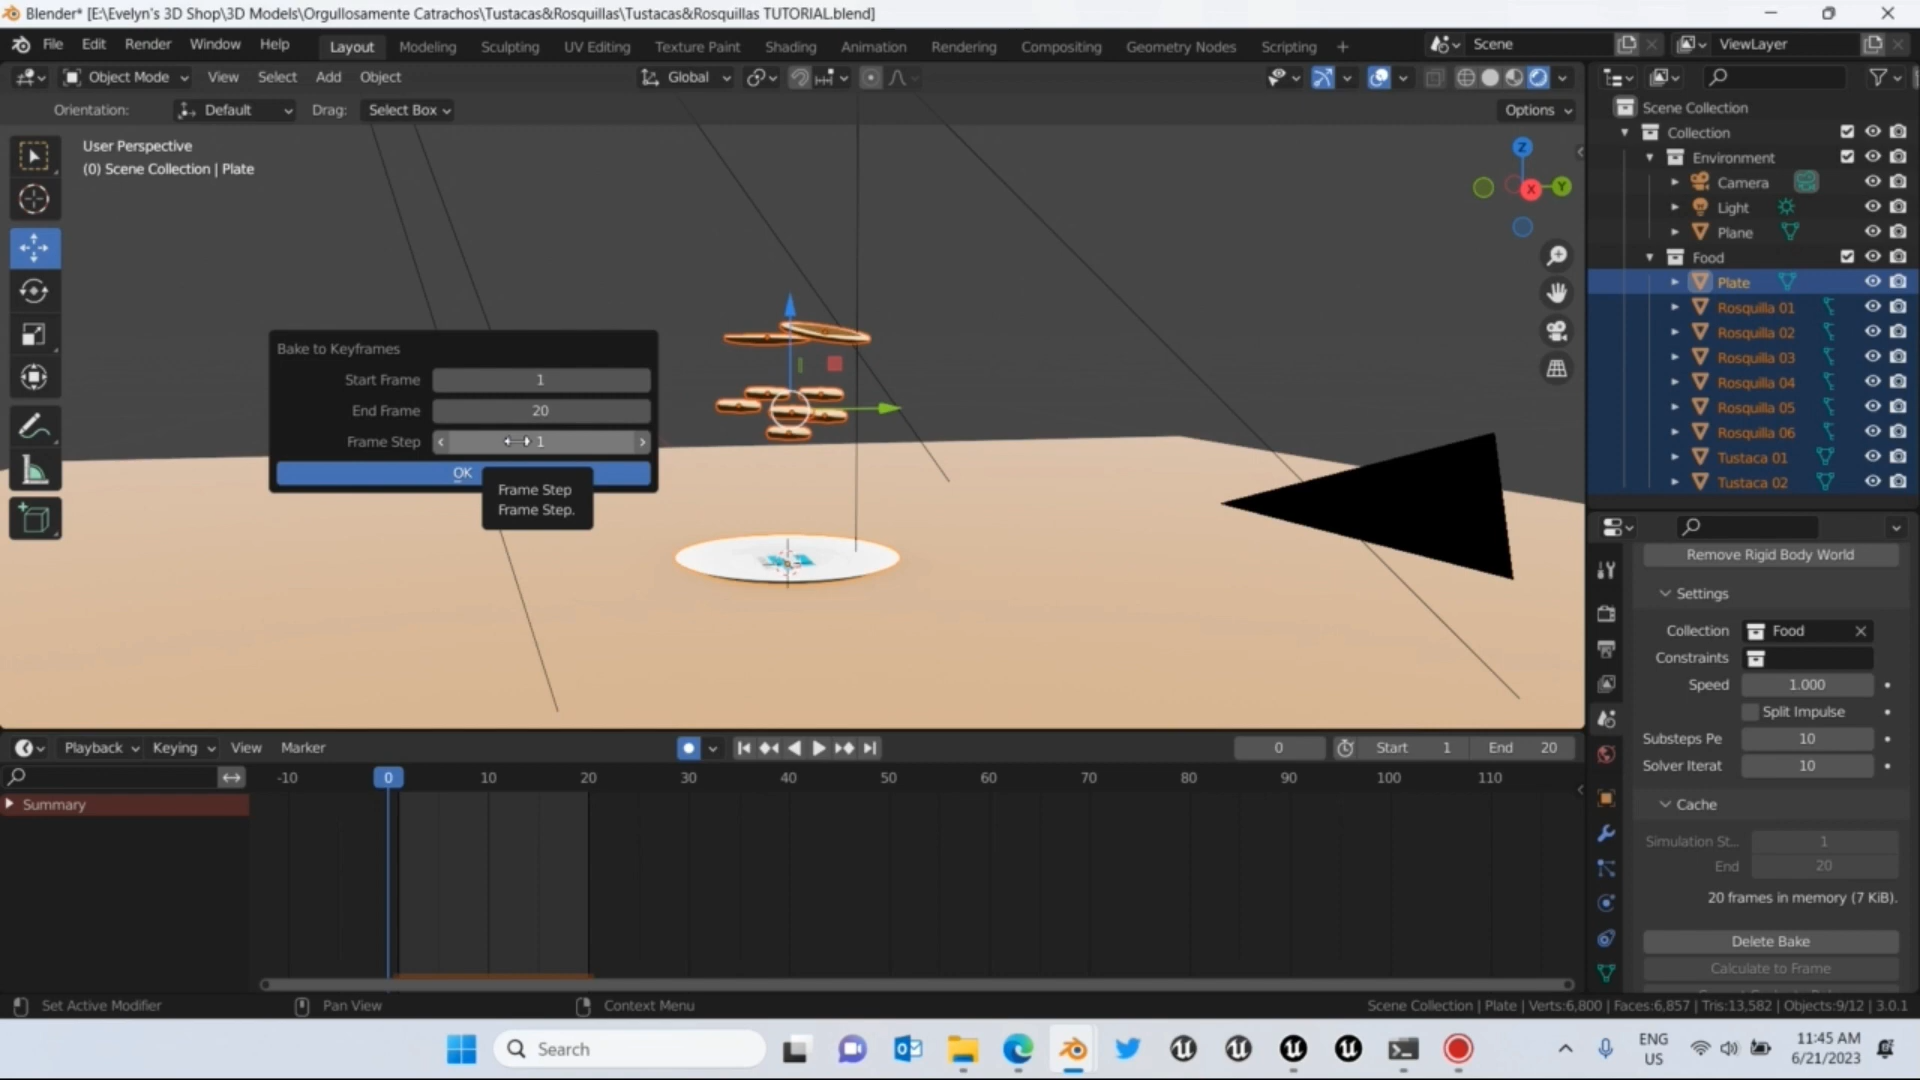 Blender* [E:\Evelyn's 3D Shop\3D Models\Orgullosamente Catrachos\Tustacas&Rosquillas\Tustacas&Rosquillas TUTORIAL.blend]
File Edit Render Window Help Layout Modeling Sculpting UV Editing Texture Paint Shading Animation Rendering Compositing Geometry Nodes Scripting + Scene ViewLayer
Object Mode View Select Add Object Global
Orientation: Default Drag: Select Box Options
User Perspective
(0) Scene Collection | Plate
Z
X
Y
Bake to Keyframes
Start Frame 1
End Frame 20
Frame Step 1
OK
Frame Step
Frame Step.
Scene Collection
Collection
Environment
Camera
Light
Plane
Food
Plate
Rosquilla 01
Rosquilla 02
Rosquilla 03
Rosquilla 04
Rosquilla 05
Rosquilla 06
Tustaca 01
Tustaca 02
Remove Rigid Body World
Settings
Collection Food
Constraints
Speed 1.000
Split Impulse
Substeps Pe 10
Solver Iterat 10
Cache
Simulation St... 1
End 20
20 frames in memory (7 KiB).
Delete Bake
Calculate to Frame
Playback Keying View Marker 0 Start 1 End 20
-10 0 10 20 30 40 50 60 70 80 90 100 110
Summary
Set Active Modifier Pan View Context Menu Scene Collection | Plate | Verts:6,800 | Faces:6,857 | Tris:13,582 | Objects:9/12 | 3.0.1
Search
ENG
US
11:45 AM
6/21/2023